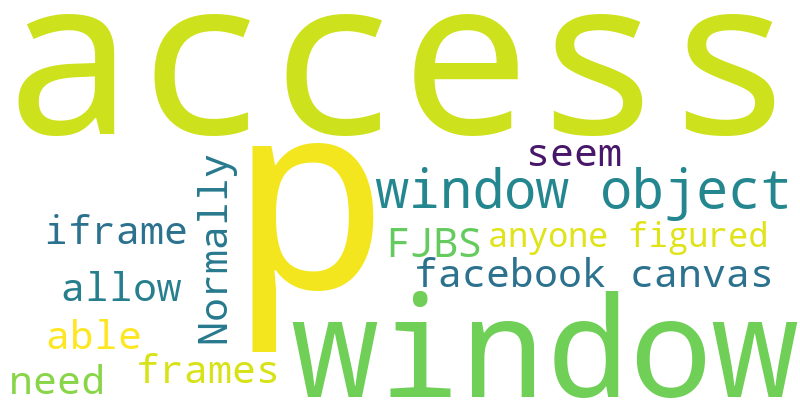 access
p
seem
window object
Normally
iframe
FJBS
anyone figured
facebook canvas
allow
window
able
frames
need